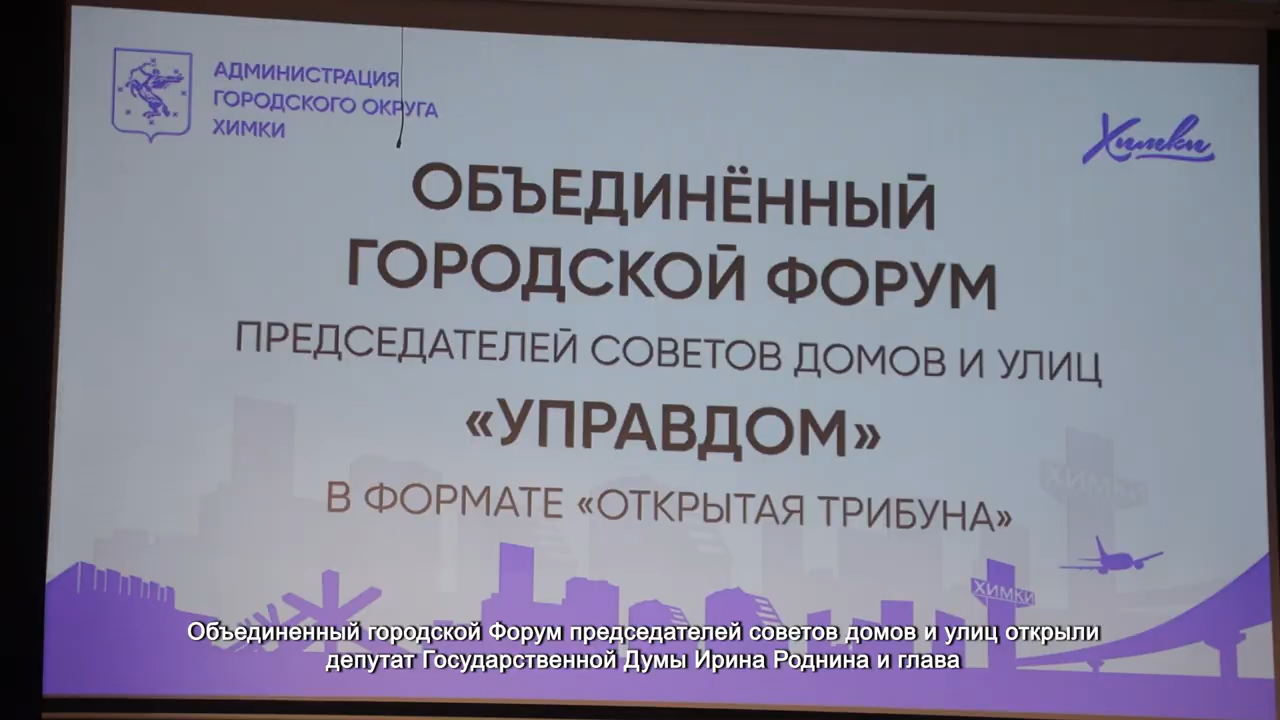 АДМИНИСТРАЦИЯ
ГОРОДСКОГО ОКРУГА
ХИМКИ
Химки
ОБЪЕДИНЁННЫЙ
ГОРОДСКОЙ ФОРУМ
ПРЕДСЕДАТЕЛЕЙ СОВЕТОВ ДОМОВ И УЛИЦ
«УПРАВДОМ»
В ФОРМАТЕ «ОТКРЫТАЯ ТРИБУНА»
ХИМКИ
ХИМКИ
Объединенный городской Форум председателей советов домов и улиц открыли
депутат Государственной Думы Ирина Роднина и глава